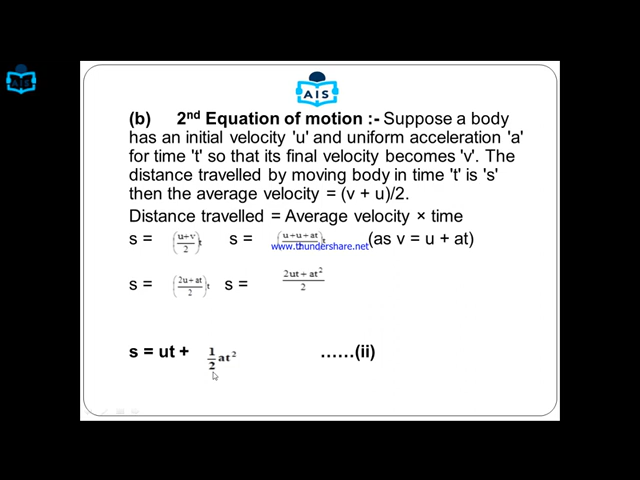 AIS
AIS
(b) 2nd Equation of motion :- Suppose a body
has an initial velocity 'u' and uniform acceleration 'a'
for time 't' so that its final velocity becomes 'v'. The
distance travelled by moving body in time 't' is 's'
then the average velocity = (v + u)/2.
Distance travelled = Average velocity × time
s = ((u+v)/2)t s = ((u+u+at)/2)t (as v = u + at)
www.thundershare.net
s = ((2u+at)/2)t s = (2ut+at²)/2
s = ut + 1/2 at² ......(ii)